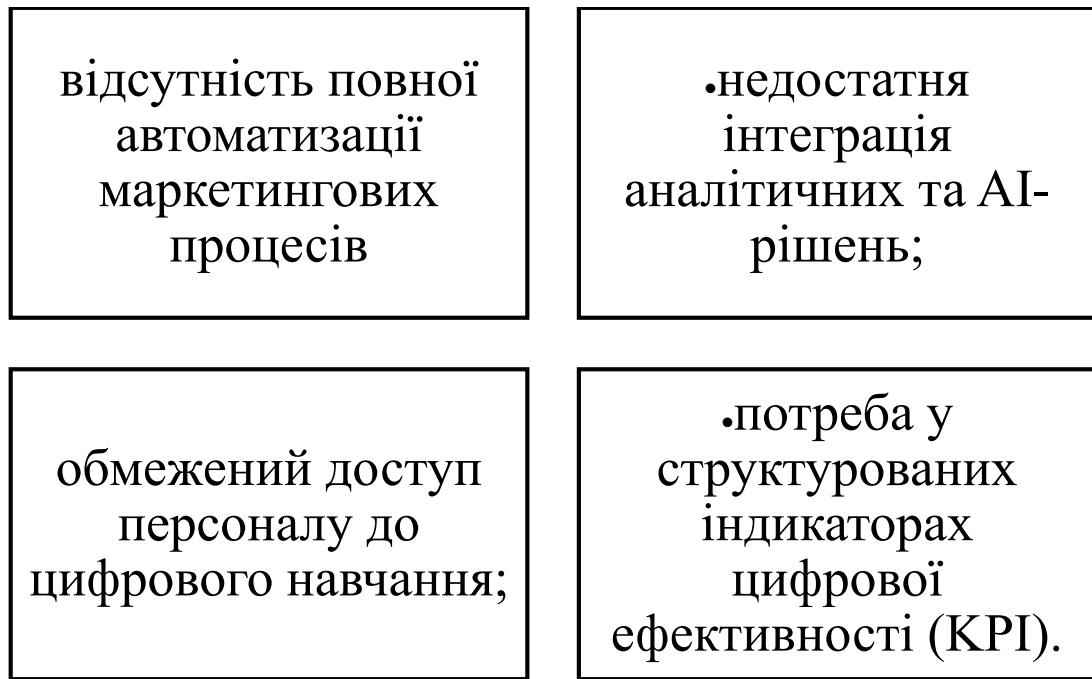 відсутність повної
автоматизації
маркетингових
процесів
•недостатня
інтеграція
аналітичних та AI-
рішень;
обмежений доступ
персоналу до
цифрового навчання;
•потреба у
структурованих
індикаторах
цифрової
ефективності (KPI).